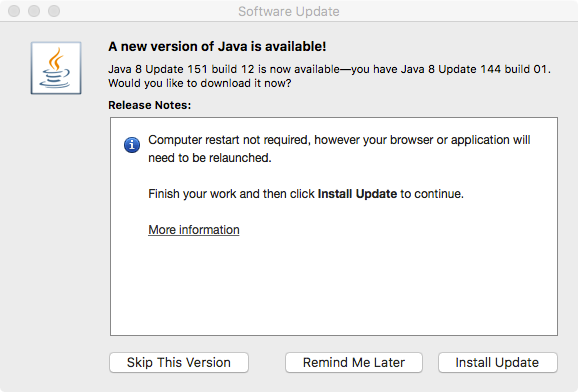 Software Update
A new version of Java is available!
Java 8 Update 151 build 12 is now available—you have Java 8 Update 144 build 01.
Would you like to download it now?
Release Notes:
Computer restart not required, however your browser or application will
need to be relaunched.
Finish your work and then click Install Update to continue.
More information
Skip This Version
Remind Me Later
Install Update